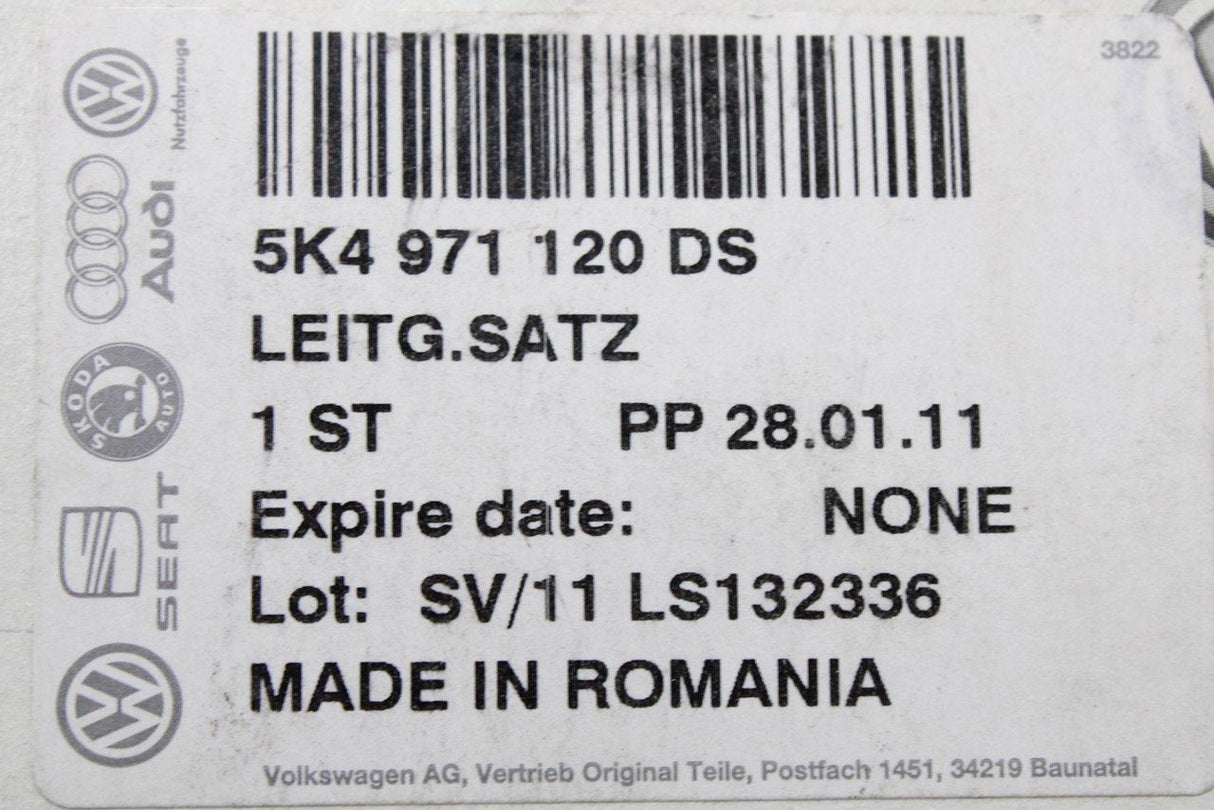 3822
5K4 971 120 DS
LEITG.SATZ
1 ST PP 28.01.11
Expire date: NONE
Lot: SV/11 LS132336
MADE IN ROMANIA
Volkswagen AG, Vertrieb Original Teile, Postfach 1451, 34219 Baunatal
Nutzfahrzeuge
Audi
SKODA
AUTO
SEAT